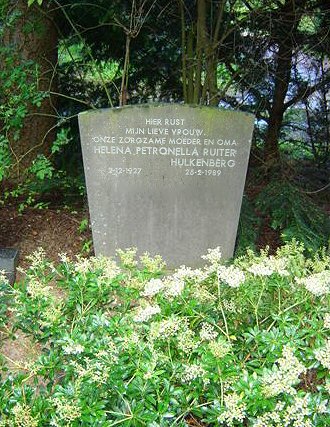 HIER RUST
MIJN LIEVE VROUW.
ONZE ZORGZAME MOEDER EN OMA
HELENA PETRONELLA RUITER
HULKENBERG
2-12-1927 26-2-1989